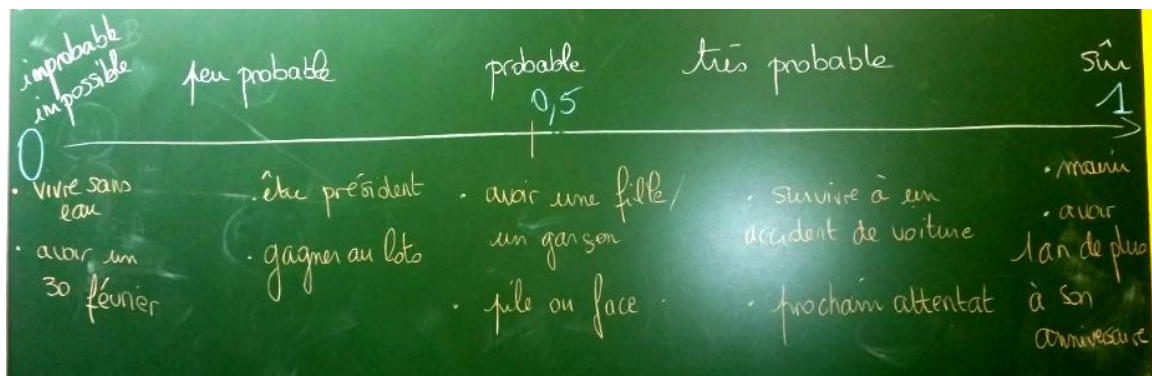 improbable
impossible
peu probable
probable
très probable
sûr
0
0,5
1
• vivre sans
eau
• avoir un
30 février
• être président
• gagner au loto
• avoir une fille/
un garçon
• pile ou face
• survivre à un
accident de voiture
• prochain attentat
• mourir
• avoir
1 an de plus
à son
anniversaire